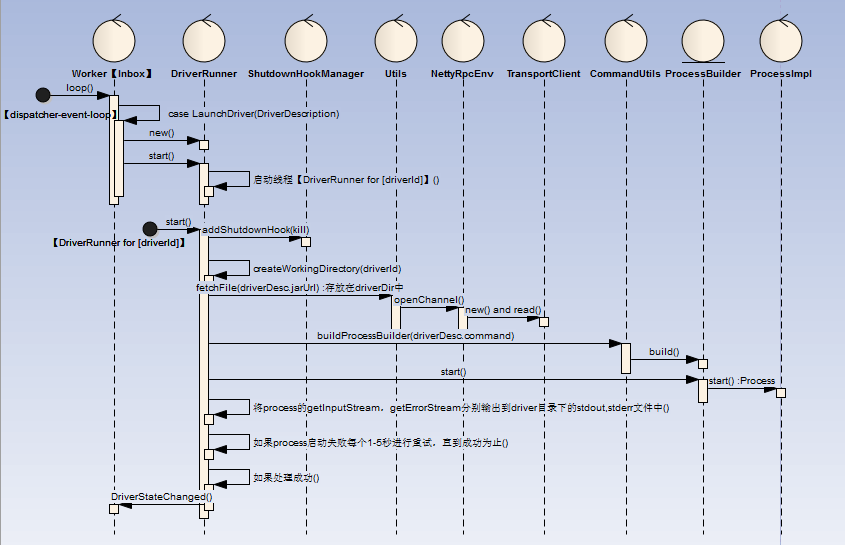 Worker【Inbox】 DriverRunner ShutdownHookManager Utils NettyRpcEnv TransportClient CommandUtils ProcessBuilder ProcessImpl
loop()
【dispatcher-event-loop】
case LaunchDriver(DriverDescription)
new()
start()
启动线程【DriverRunner for [driverId]】()
start()
【DriverRunner for [driverId]】
addShutdownHook(kill)
createWorkingDirectory(driverId)
fetchFile(driverDesc.jarUrl) :存放在driverDir中
openChannel()
new() and read()
buildProcessBuilder(driverDesc.command)
build()
start()
start() :Process
将process的getInputStream，getErrorStream分别输出到driver目录下的stdout,stderr文件中()
如果process启动失败每个1-5秒进行重试，直到成功为止()
如果处理成功()
DriverStateChanged()